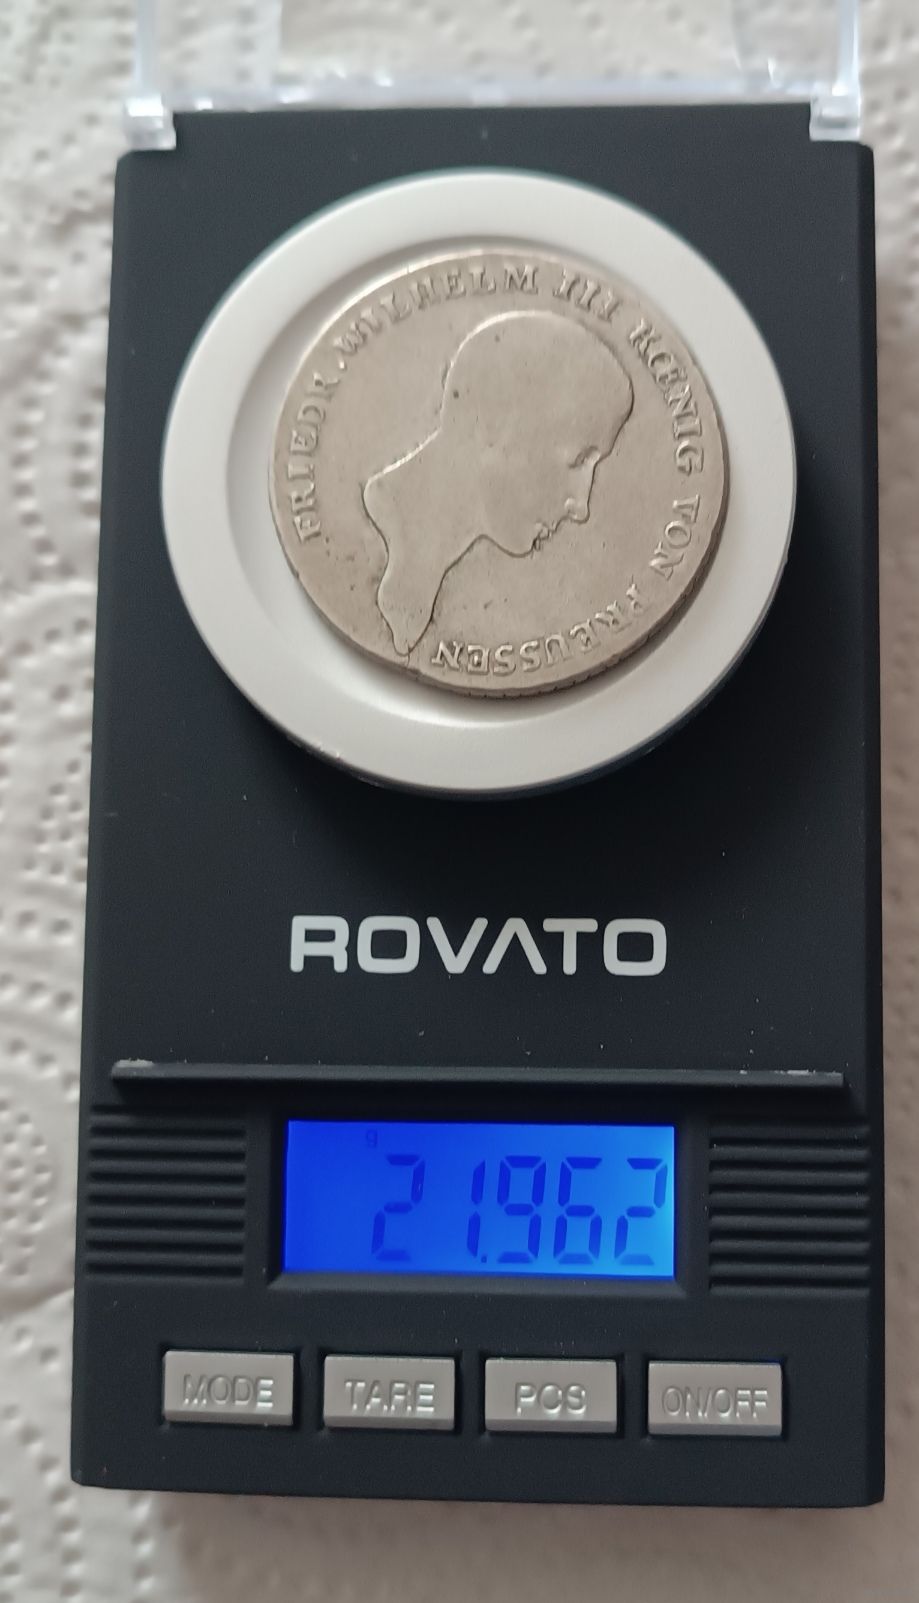 FRIEDR. WILHELM III KŒNIG VON PREUSSEN
ROVATO
g
21.962
MODE TARE PCS ON/OFF